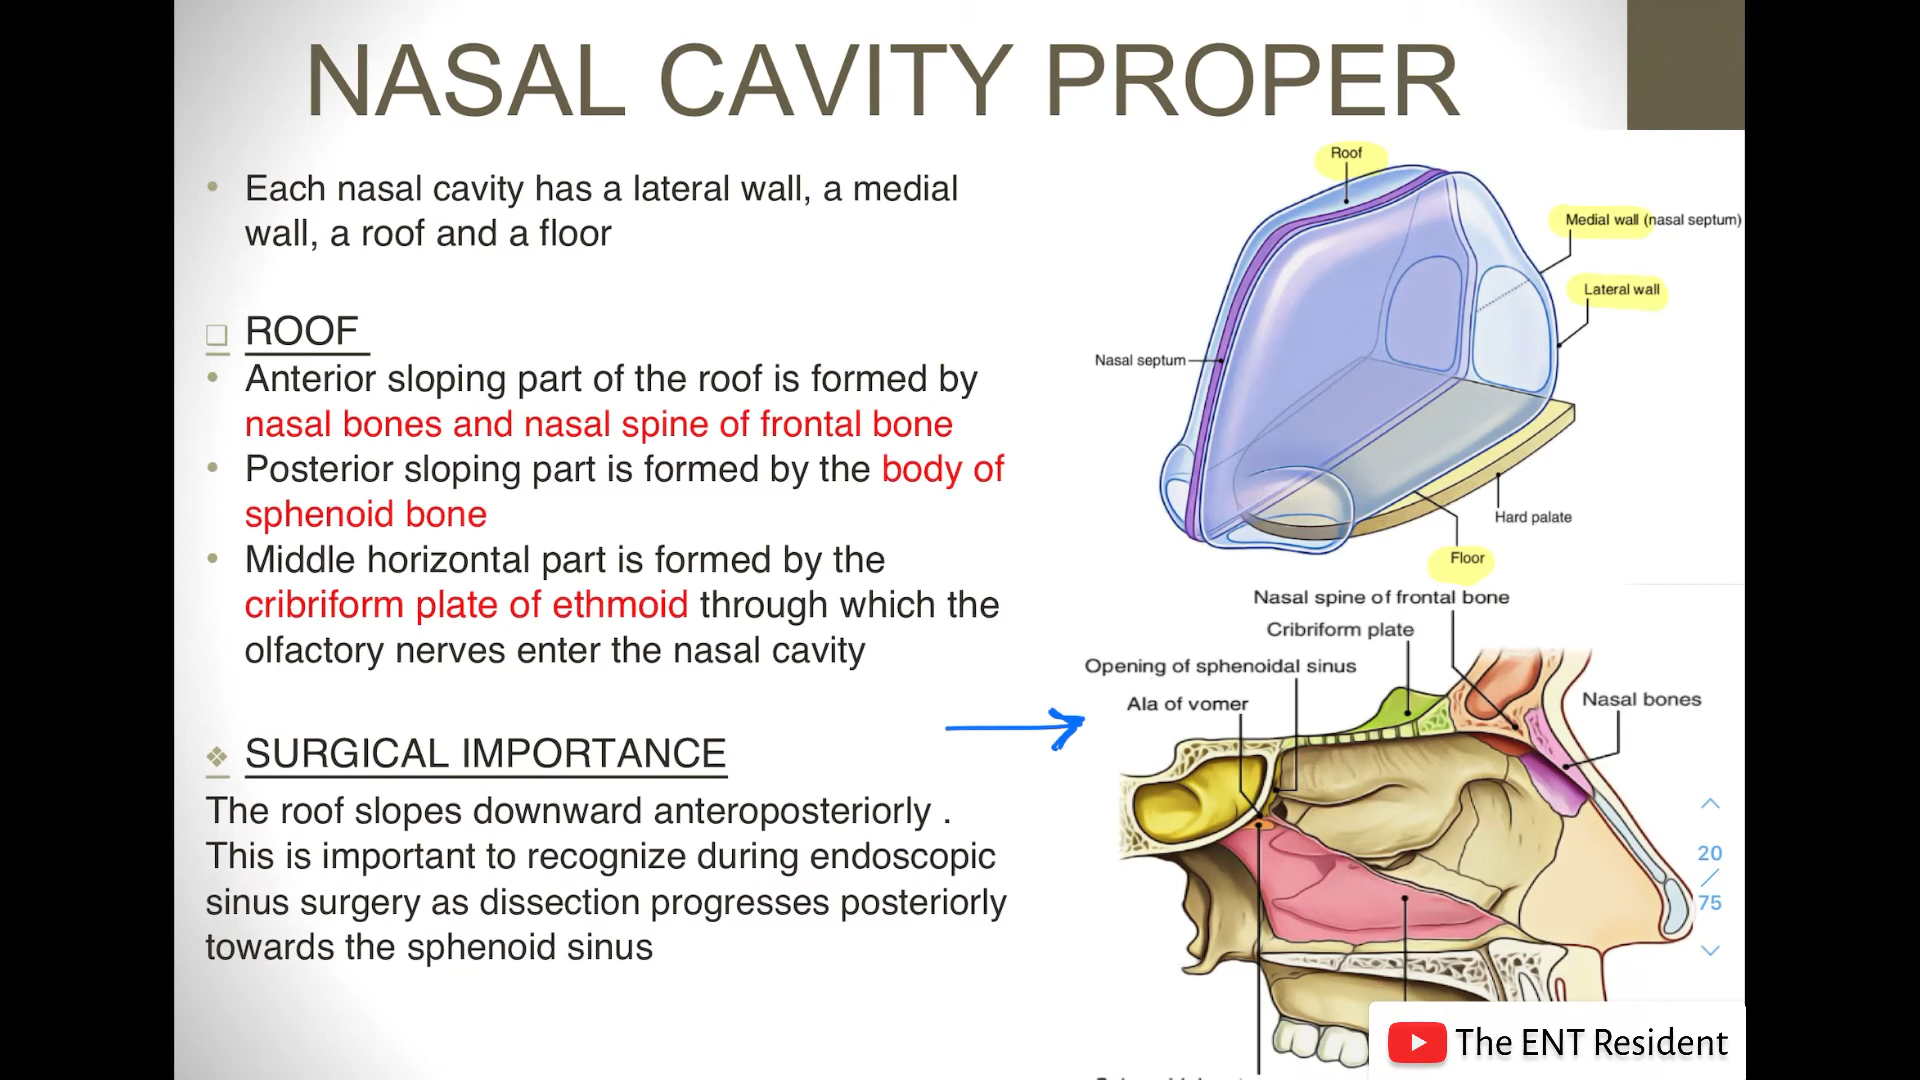 NASAL CAVITY PROPER
• Each nasal cavity has a lateral wall, a medial
wall, a roof and a floor
❑ ROOF
• Anterior sloping part of the roof is formed by
nasal bones and nasal spine of frontal bone
• Posterior sloping part is formed by the body of
sphenoid bone
• Middle horizontal part is formed by the
cribriform plate of ethmoid through which the
olfactory nerves enter the nasal cavity
❖ SURGICAL IMPORTANCE
The roof slopes downward anteroposteriorly .
This is important to recognize during endoscopic
sinus surgery as dissection progresses posteriorly
towards the sphenoid sinus
Roof
Medial wall (nasal septum)
Lateral wall
Nasal septum
Hard palate
Floor
Nasal spine of frontal bone
Cribriform plate
Opening of sphenoidal sinus
Ala of vomer
Nasal bones
20
/
75
The ENT Resident